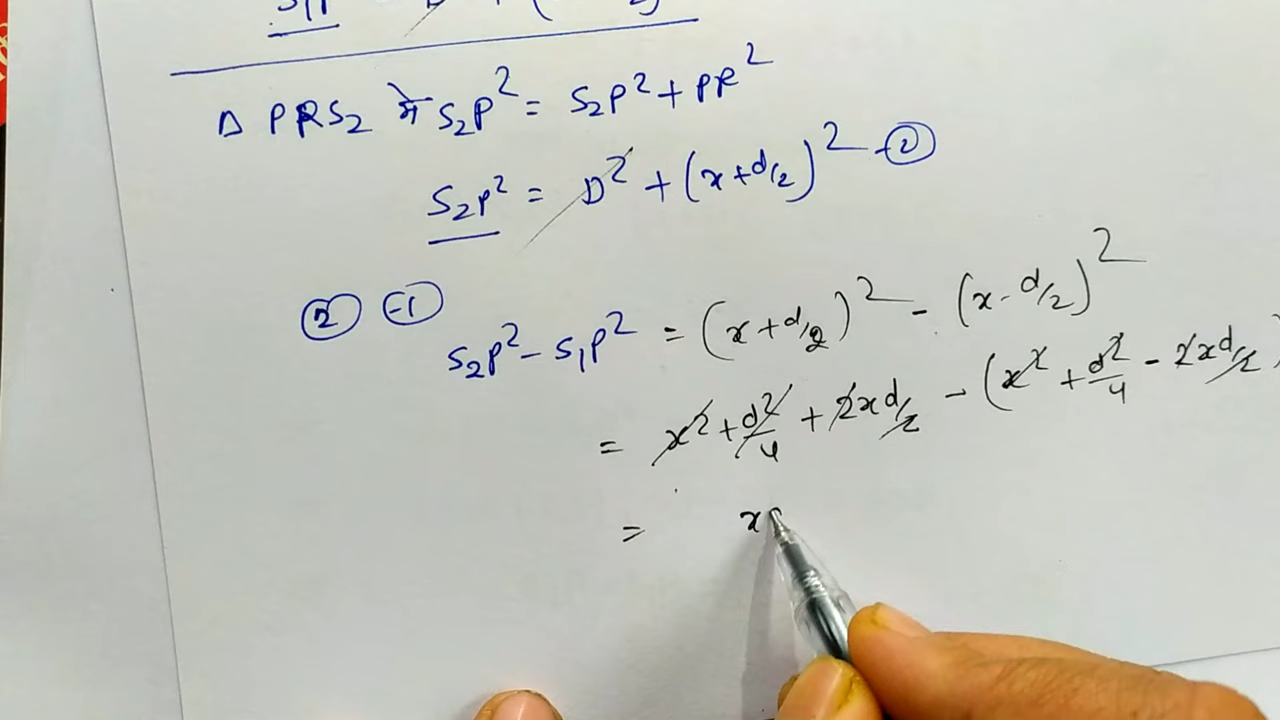 Δ PRS₂ में S₂P² = S₂P² + PR²
S₂P² = D² + (x + d/2)² - ②
② -①
S₂P² - S₁P² = (x + d/2)² - (x - d/2)²
= x² + d²/4 + 2xd/2 - (x² + d²/4 - 2xd/2)
= x